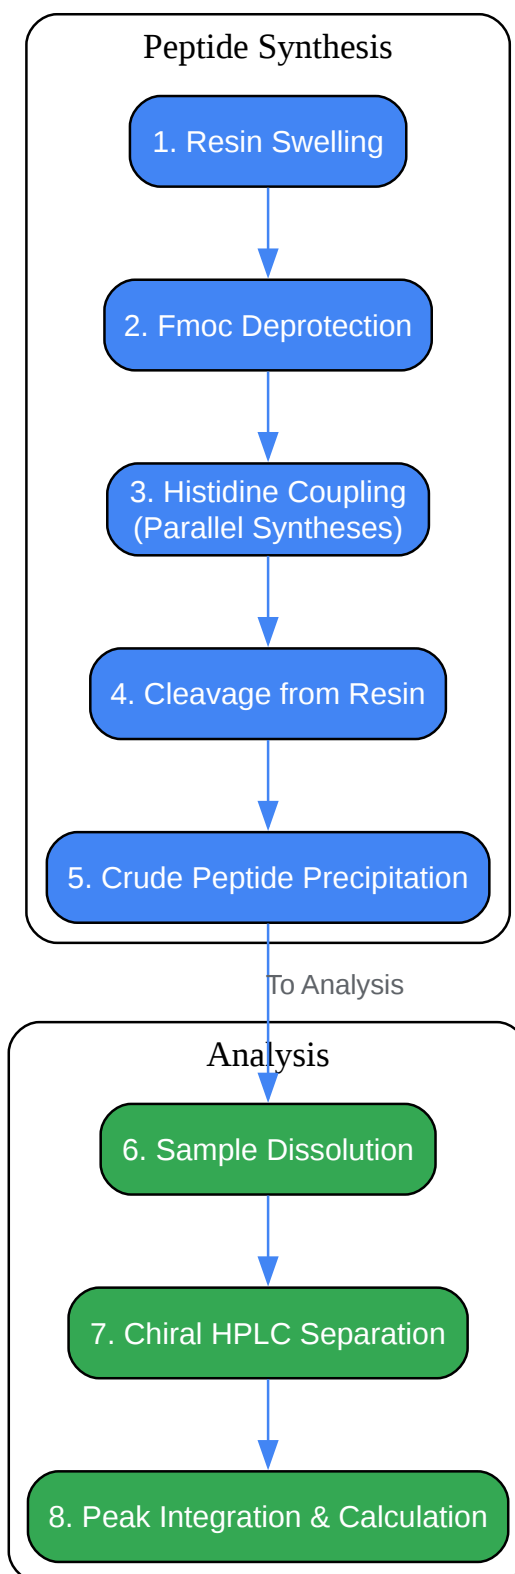 Peptide Synthesis
1. Resin Swelling
2. Fmoc Deprotection
3. Histidine Coupling
(Parallel Syntheses)
4. Cleavage from Resin
5. Crude Peptide Precipitation
To Analysis
Analysis
6. Sample Dissolution
7. Chiral HPLC Separation
8. Peak Integration & Calculation